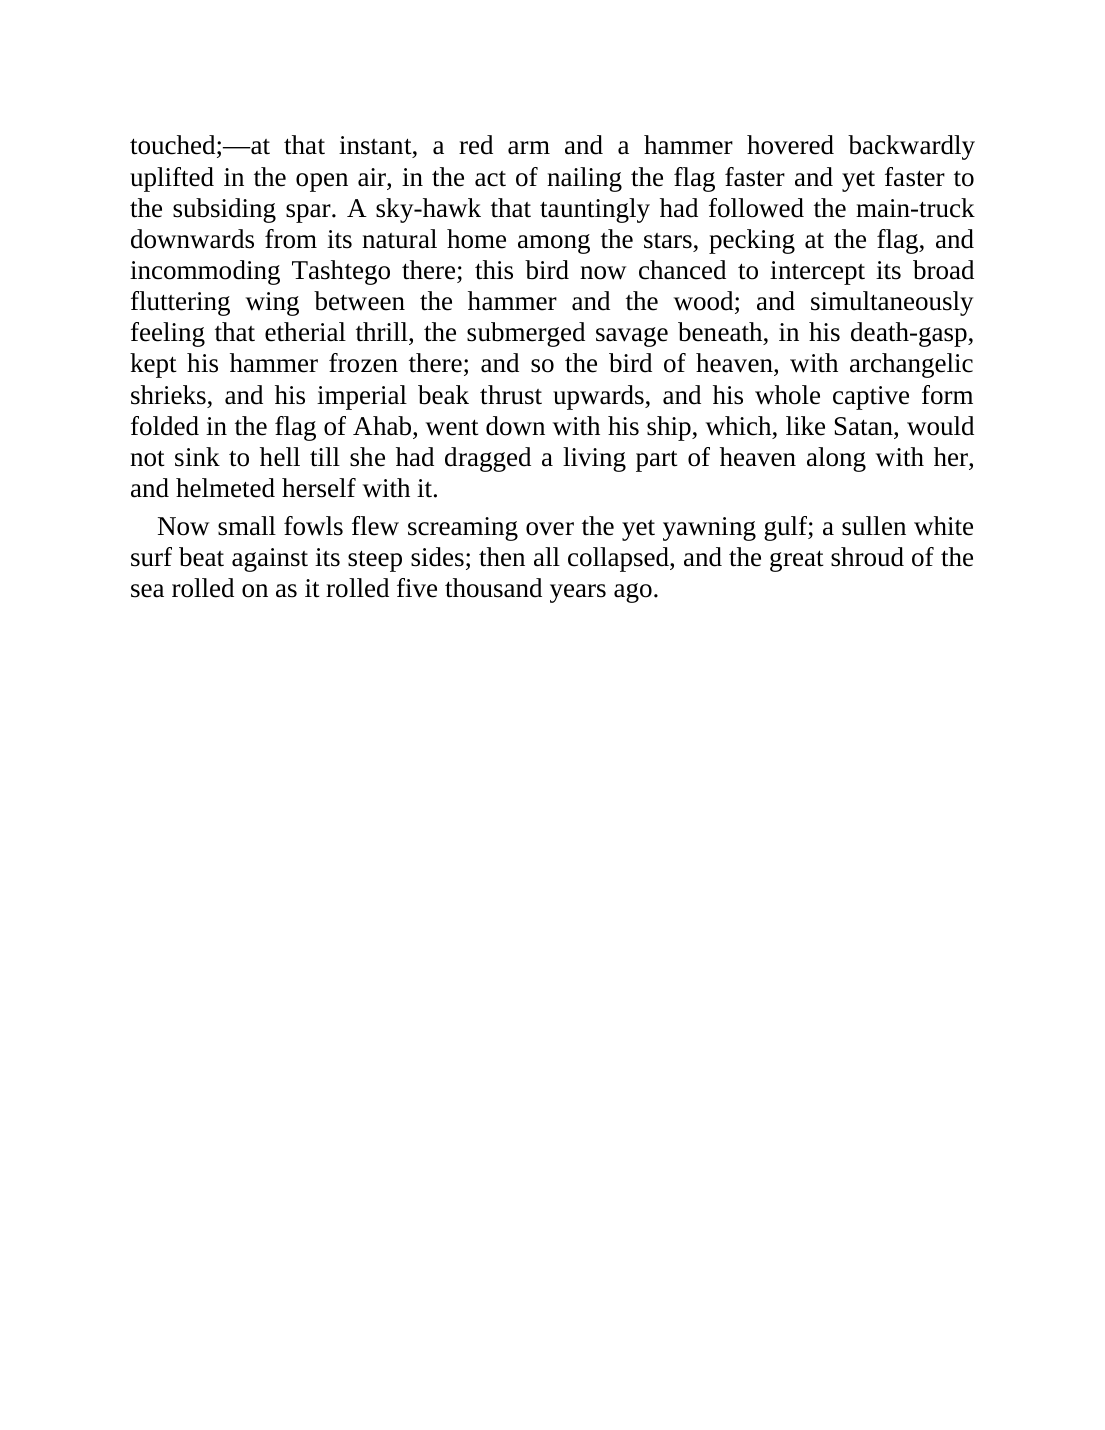 touched;—at that instant, a red arm and a hammer hovered backwardly
uplifted in the open air, in the act of nailing the flag faster and yet faster to
the subsiding spar. A sky-hawk that tauntingly had followed the main-truck
downwards from its natural home among the stars, pecking at the flag, and
incommoding Tashtego there; this bird now chanced to intercept its broad
fluttering wing between the hammer and the wood; and simultaneously
feeling that etherial thrill, the submerged savage beneath, in his death-gasp,
kept his hammer frozen there; and so the bird of heaven, with archangelic
shrieks, and his imperial beak thrust upwards, and his whole captive form
folded in the flag of Ahab, went down with his ship, which, like Satan, would
not sink to hell till she had dragged a living part of heaven along with her,
and helmeted herself with it.
Now small fowls flew screaming over the yet yawning gulf; a sullen white
surf beat against its steep sides; then all collapsed, and the great shroud of the
sea rolled on as it rolled five thousand years ago.